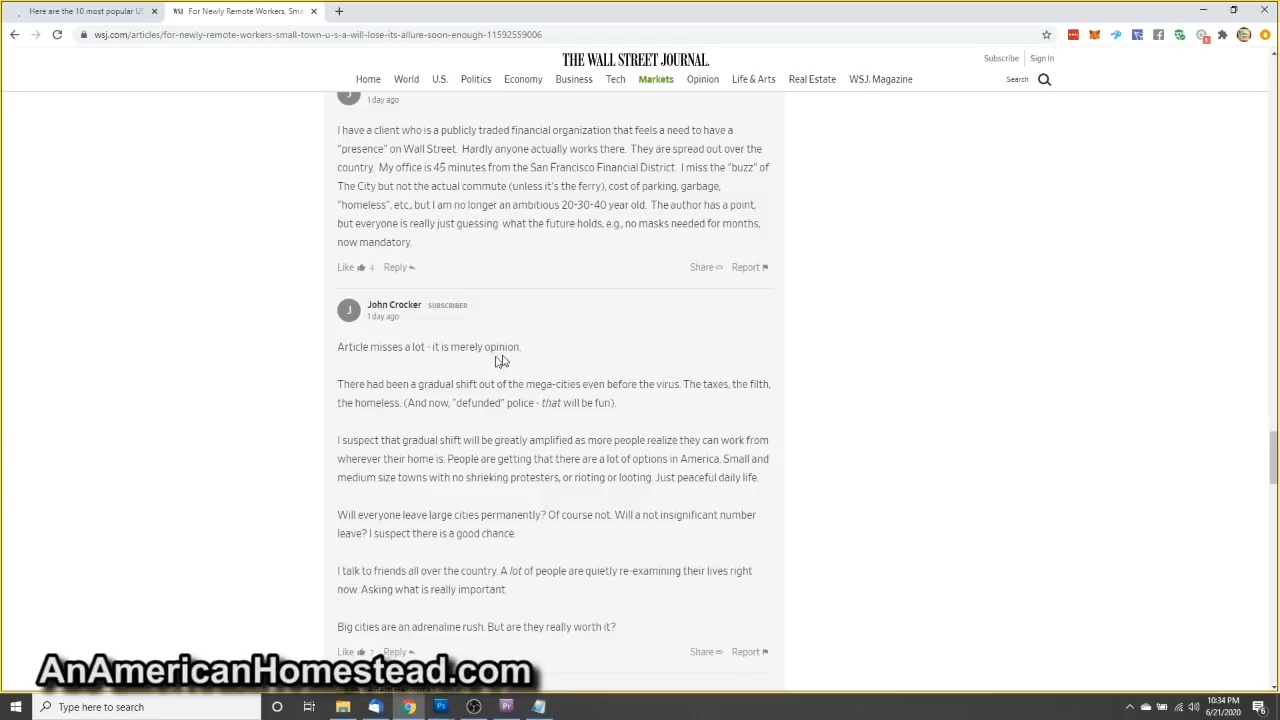 Here are the 10 most popular US
For Newly Remote Workers, Sma
wsj.com/articles/for-newly-remote-workers-small-town-u-s-a-will-lose-its-allure-soon-enough-11592559006
THE WALL STREET JOURNAL.
Subscribe Sign In
Home World U.S. Politics Economy Business Tech Markets Opinion Life & Arts Real Estate WSJ. Magazine
Search
J
1 day ago
I have a client who is a publicly traded financial organization that feels a need to have a
"presence" on Wall Street. Hardly anyone actually works there. They are spread out over the
country. My office is 45 minutes from the San Francisco Financial District. I miss the "buzz" of
The City but not the actual commute (unless it's the ferry), cost of parking, garbage,
"homeless", etc., but I am no longer an ambitious 20-30-40 year old. The author has a point,
but everyone is really just guessing what the future holds, e.g., no masks needed for months,
now mandatory.
Like 4 Reply Share Report
J
John Crocker SUBSCRIBER
1 day ago
Article misses a lot - it is merely opinion.
There had been a gradual shift out of the mega-cities even before the virus. The taxes, the filth,
the homeless. (And now, "defunded" police - that will be fun).
I suspect that gradual shift will be greatly amplified as more people realize they can work from
wherever their home is. People are getting that there are a lot of options in America. Small and
medium size towns with no shrieking protesters, or rioting or looting. Just peaceful daily life.
Will everyone leave large cities permanently? Of course not. Will a not insignificant number
leave? I suspect there is a good chance.
I talk to friends all over the country. A lot of people are quietly re-examining their lives right
now. Asking what is really important.
Big cities are an adrenaline rush. But are they really worth it?
Like 7 Reply Share Report
AnAmericanHomestead.com
Type here to search
10:34 PM
6/21/2020